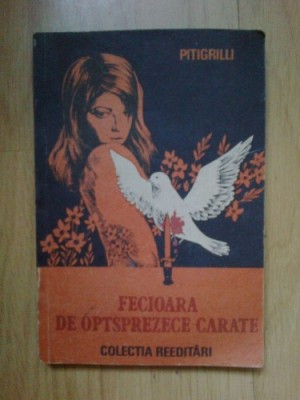 PITIGRILLI
FECIOARA
DE OPTSPREZECE CARATE
COLECTIA REEDITĂRI